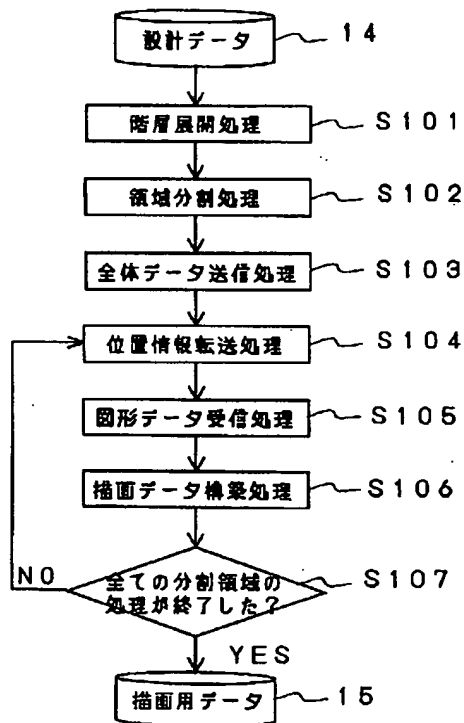 設計データ 14
階層展開処理 S101
領域分割処理 S102
全体データ送信処理 S103
位置情報転送処理 S104
図形データ受信処理 S105
描画データ構築処理 S106
全ての分割領域の S107
処理が終了した?
NO
YES
描画用データ 15